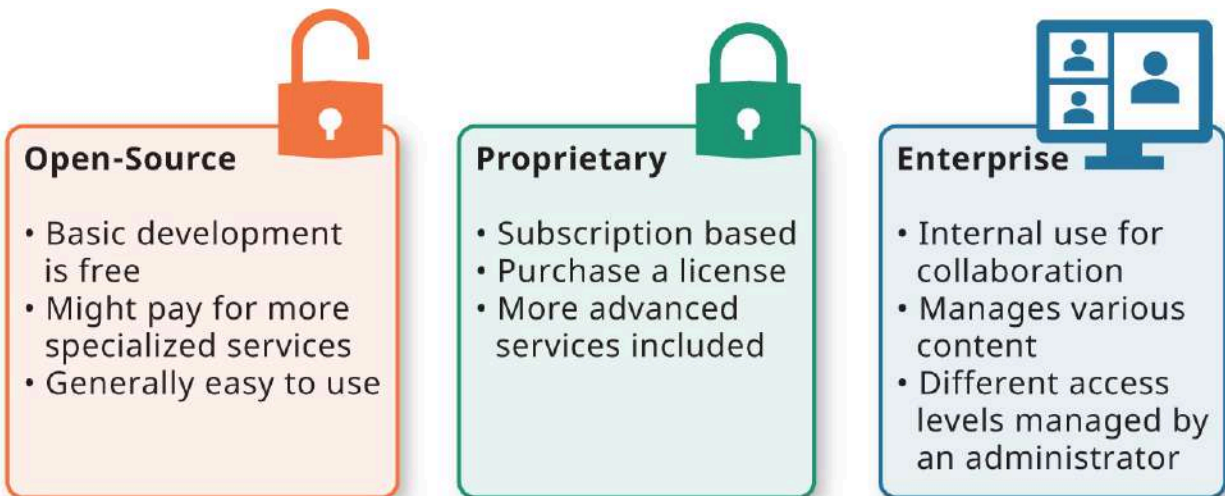 Open-Source
• Basic development
is free
• Might pay for more
specialized services
• Generally easy to use
Proprietary
• Subscription based
• Purchase a license
• More advanced
services included
Enterprise
• Internal use for
collaboration
• Manages various
content
• Different access
levels managed by
an administrator